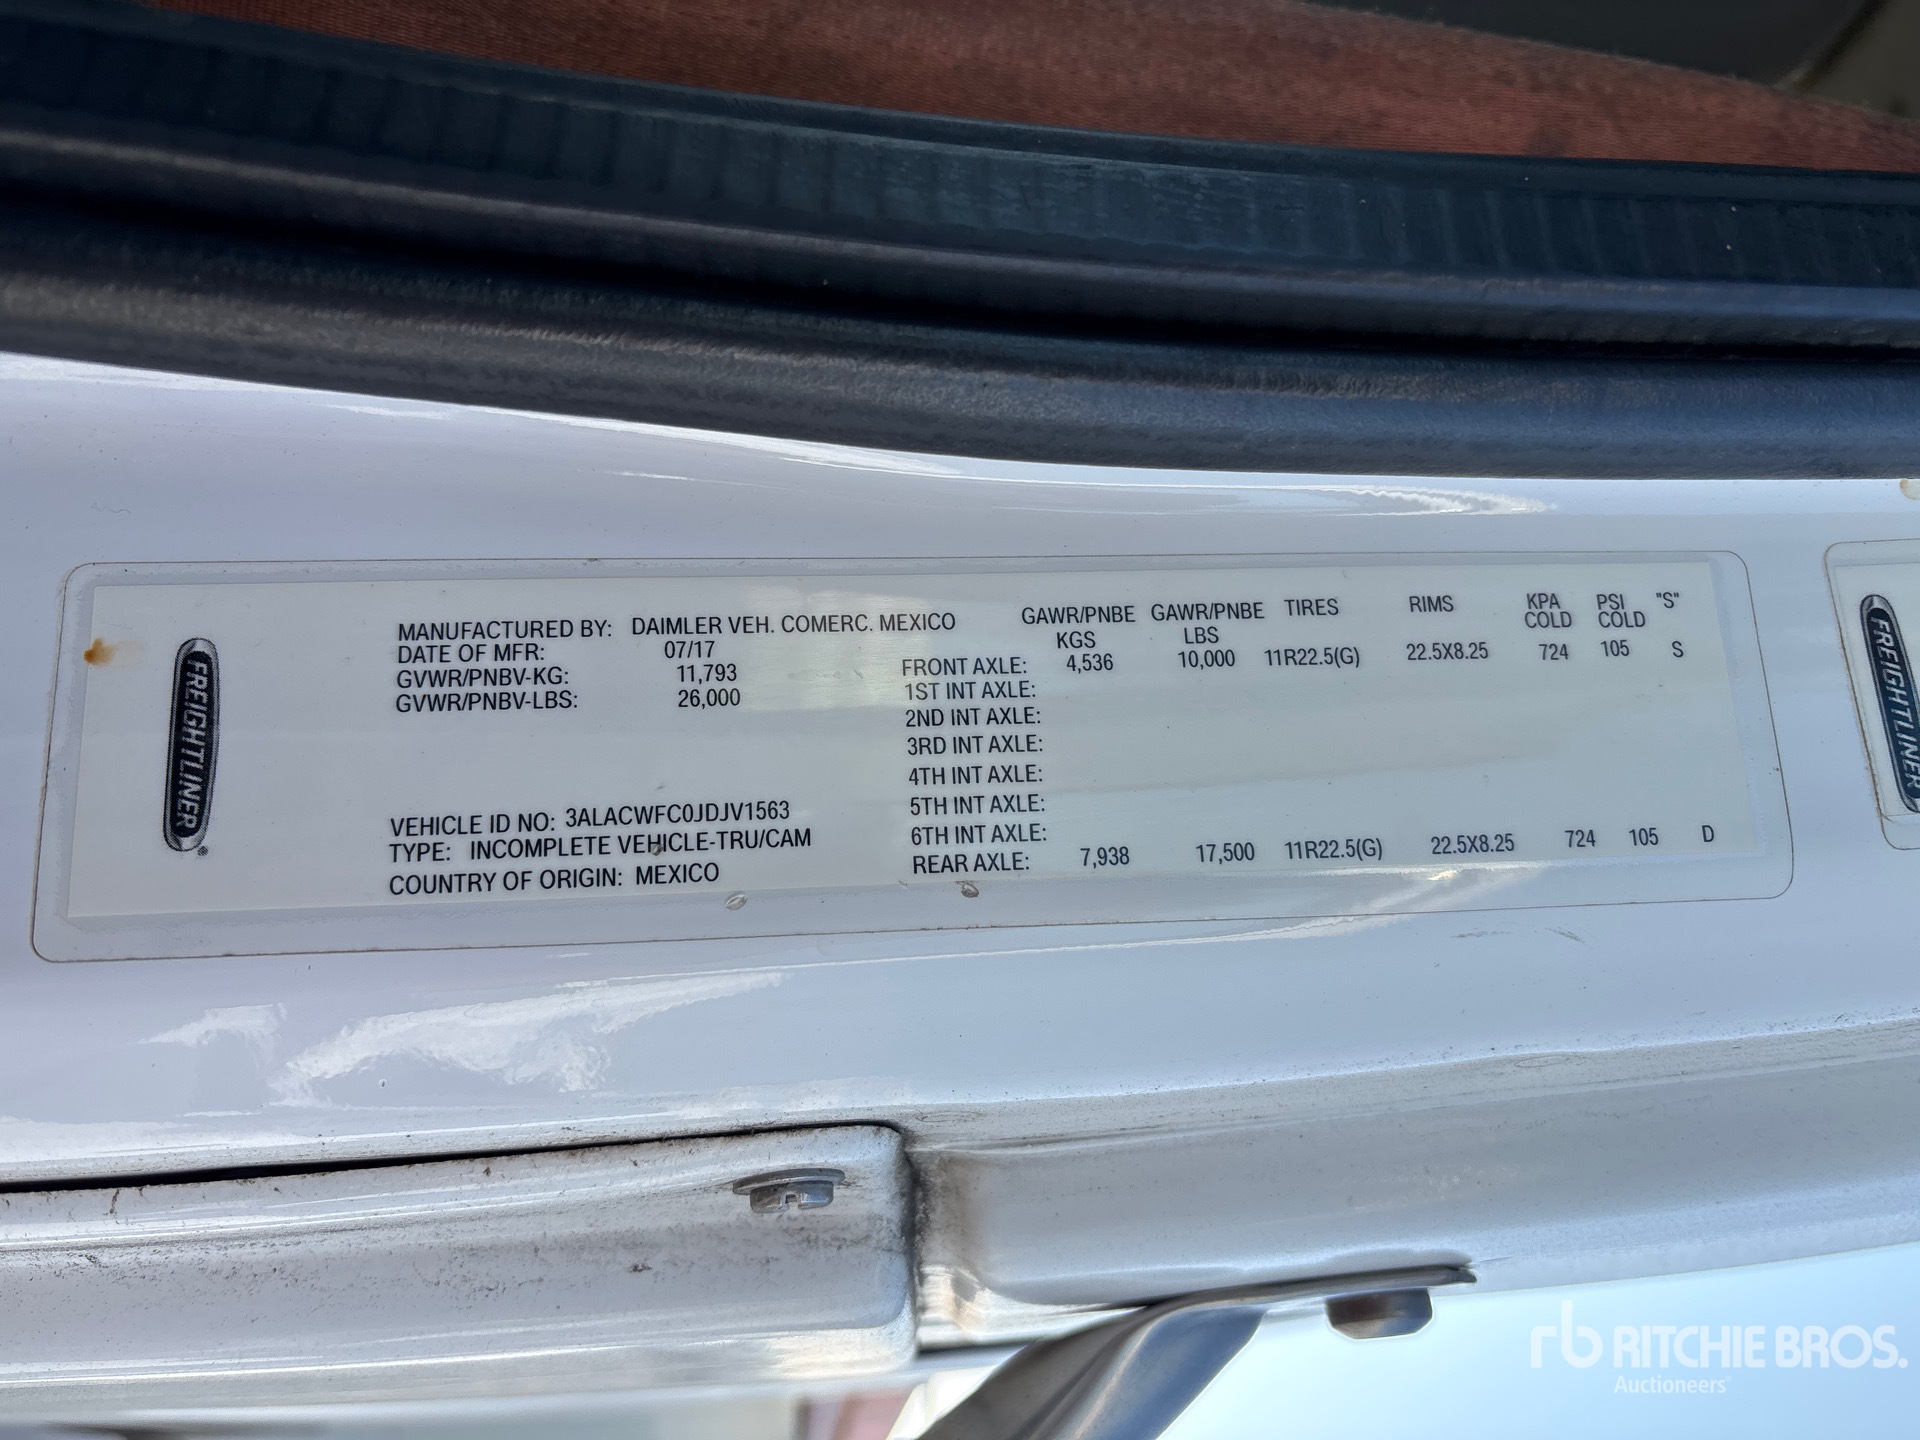 FREIGHTLINER
MANUFACTURED BY: DAIMLER VEH. COMERC. MEXICO
DATE OF MFR: 07/17
GVWR/PNBV-KG: 11,793
GVWR/PNBV-LBS: 26,000
VEHICLE ID NO: 3ALACWFC0JDJV1563
TYPE: INCOMPLETE VEHICLE-TRU/CAM
COUNTRY OF ORIGIN: MEXICO
GAWR/PNBE KGS GAWR/PNBE LBS TIRES RIMS KPA COLD PSI COLD "S"
FRONT AXLE: 4,536 10,000 11R22.5(G) 22.5X8.25 724 105 S
1ST INT AXLE:
2ND INT AXLE:
3RD INT AXLE:
4TH INT AXLE:
5TH INT AXLE:
6TH INT AXLE:
REAR AXLE: 7,938 17,500 11R22.5(G) 22.5X8.25 724 105 D
FREIGHTLINER
rb RITCHIE BROS.
Auctioneers